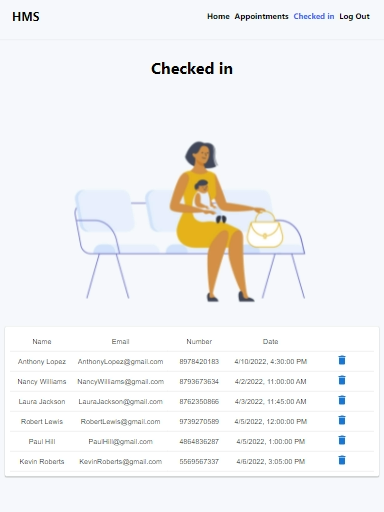 HMS Home Appointments Checked in Log Out
Checked in
Name Email Number Date
Anthony Lopez AnthonyLopez@gmail.com 8978420183 4/10/2022, 4:30:00 PM
Nancy Williams NancyWilliams@gmail.com 8793673634 4/2/2022, 11:00:00 AM
Laura Jackson LauraJackson@gmail.com 8762350866 4/3/2022, 11:45:00 AM
Robert Lewis RobertLewis@gmail.com 9739270589 4/5/2022, 12:00:00 PM
Paul Hill PaulHill@gmail.com 4864836287 4/5/2022, 1:00:00 PM
Kevin Roberts KevinRoberts@gmail.com 5569567337 4/6/2022, 3:05:00 PM